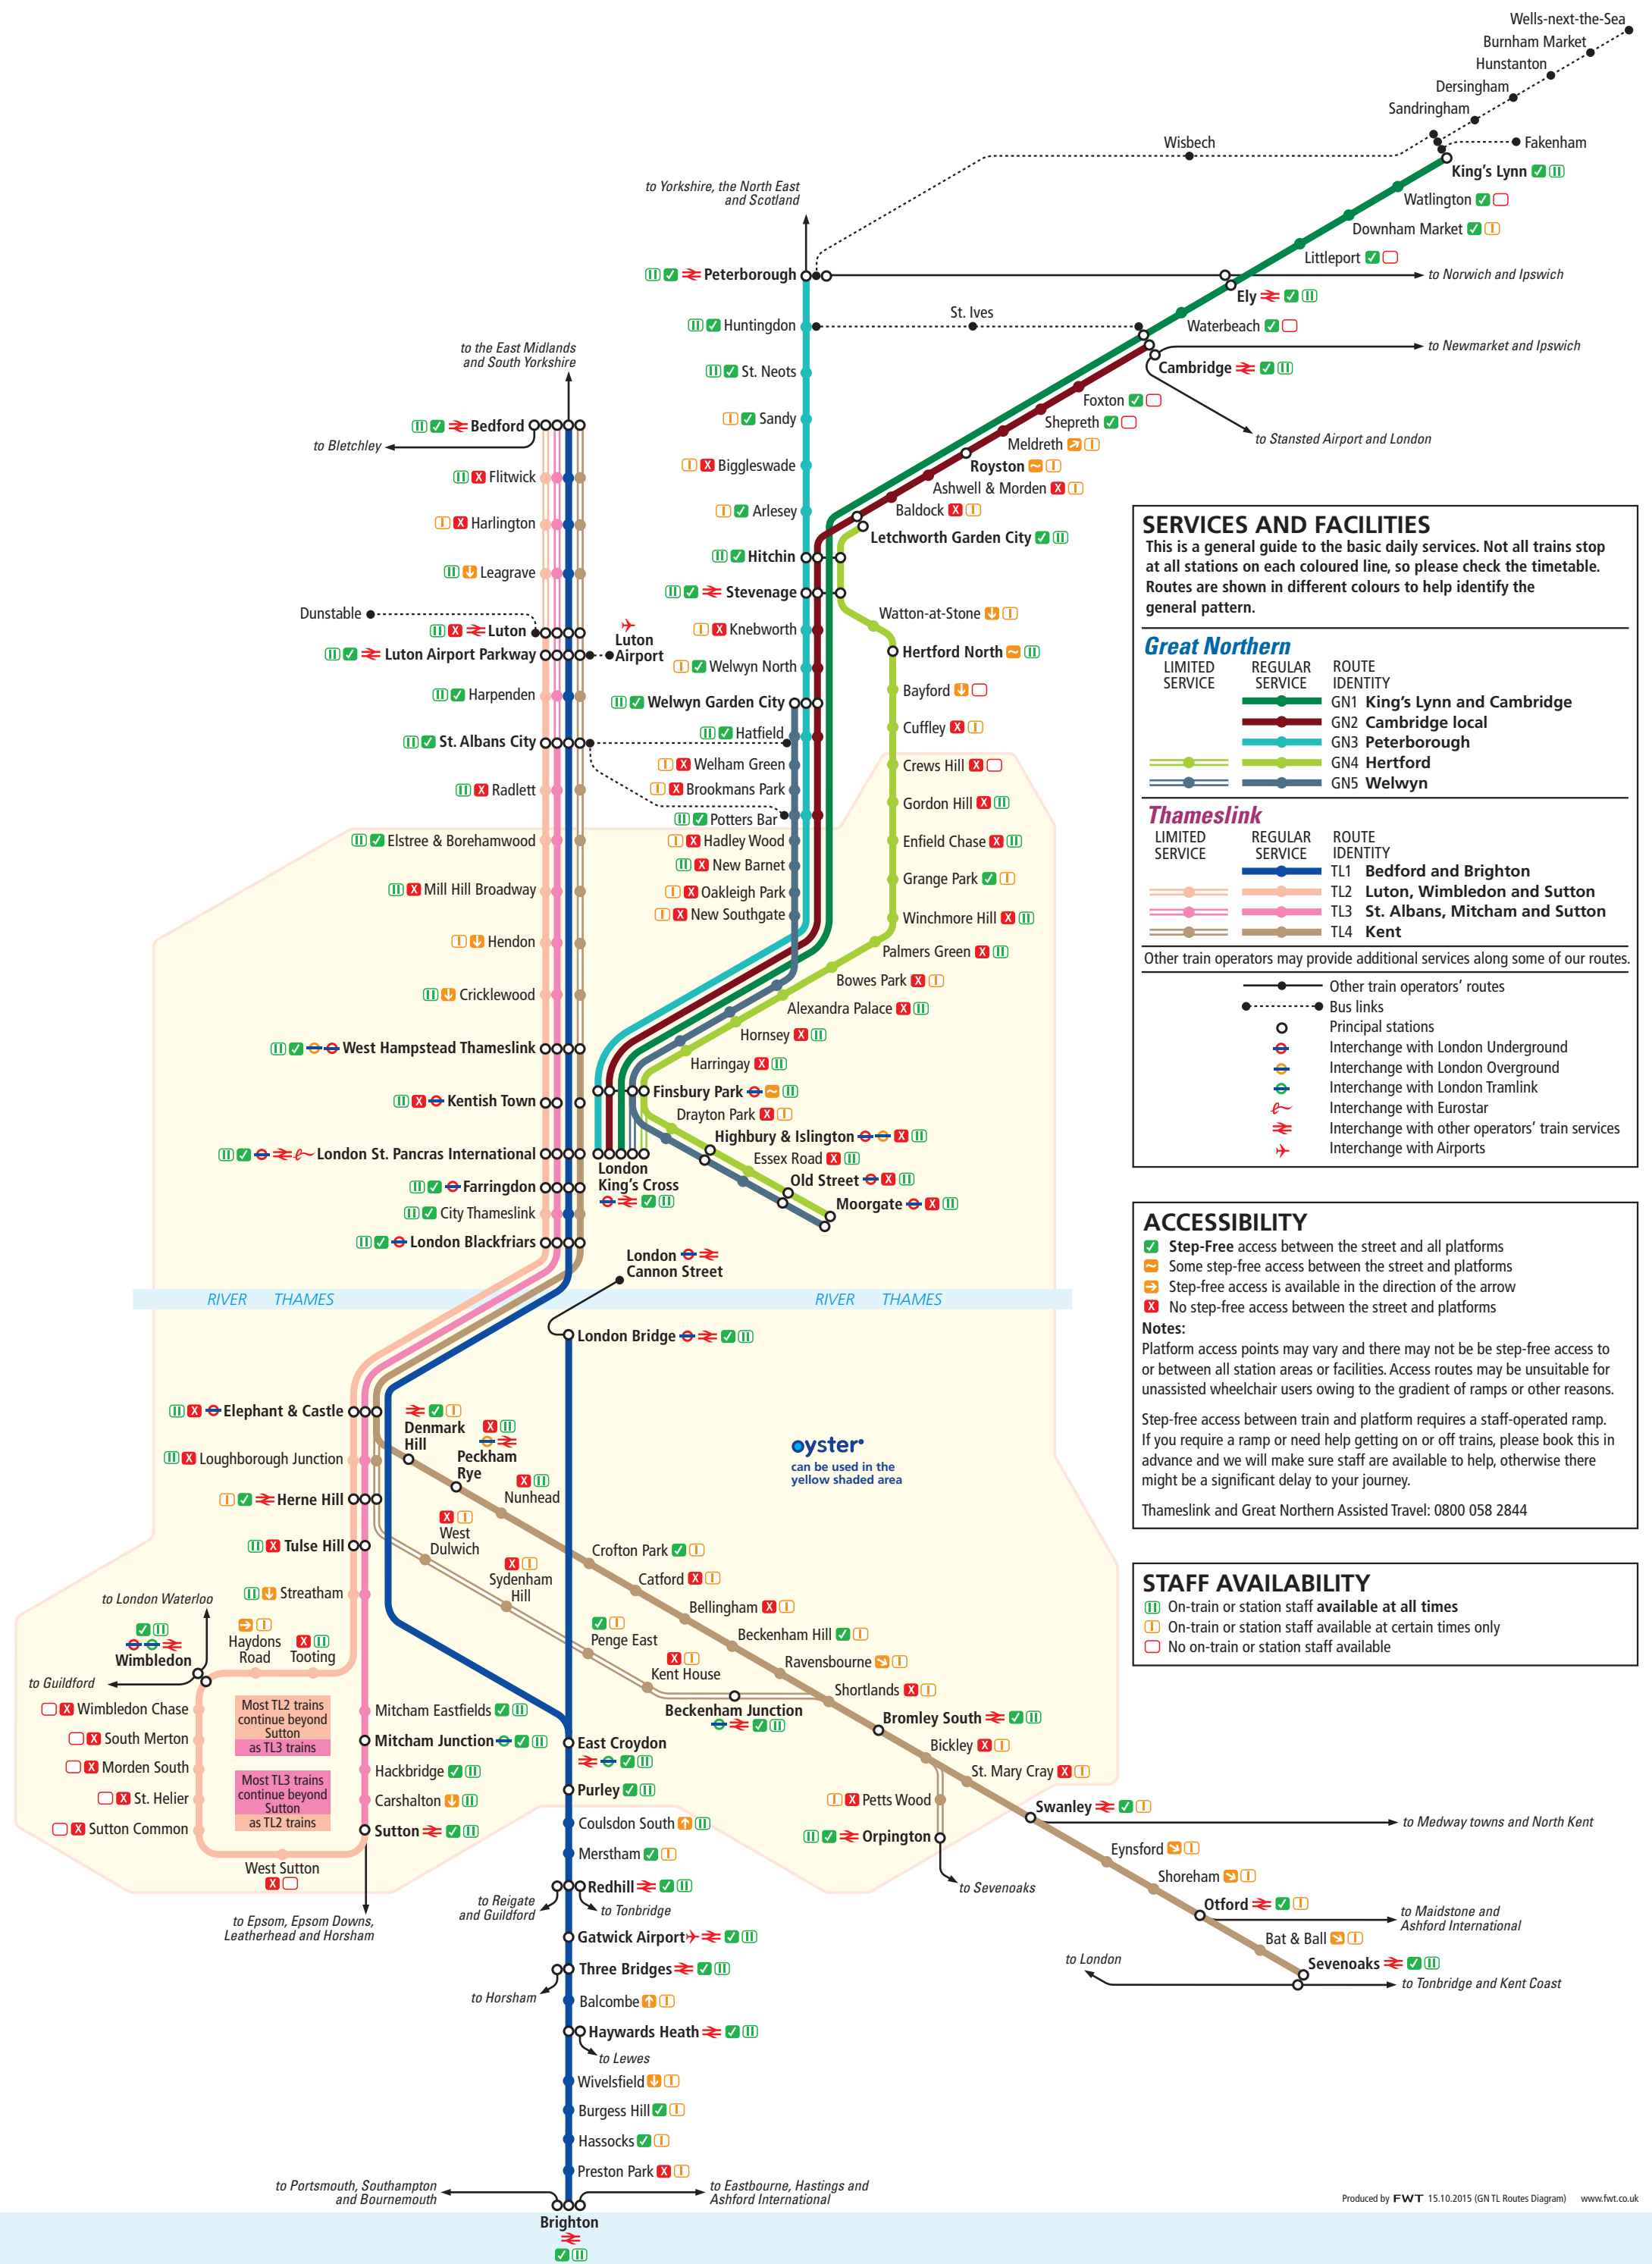 Wells-next-the-Sea
Burnham Market
Hunstanton
Dersingham
Sandringham
Fakenham
Wisbech
King's Lynn
Watlington
Downham Market
Littleport
to Norwich and Ipswich
Ely
Waterbeach
to Newmarket and Ipswich
Cambridge
to Stansted Airport and London
Foxton
Shepreth
Meldreth
Royston
Ashwell & Morden
Baldock
Letchworth Garden City
to Yorkshire, the North East
and Scotland
Peterborough
Huntingdon
St. Ives
St. Neots
Sandy
Biggleswade
Arlesey
Hitchin
Stevenage
Knebworth
Welwyn North
Welwyn Garden City
Hatfield
Welham Green
Brookmans Park
Potters Bar
Hadley Wood
New Barnet
Oakleigh Park
New Southgate
Watton-at-Stone
Hertford North
Bayford
Cuffley
Crews Hill
Gordon Hill
Enfield Chase
Grange Park
Winchmore Hill
Palmers Green
Bowes Park
Alexandra Palace
Hornsey
Harringay
Finsbury Park
Drayton Park
Highbury & Islington
Essex Road
Old Street
Moorgate
London
King's Cross
to the East Midlands
and South Yorkshire
Bedford
to Bletchley
Flitwick
Harlington
Leagrave
Dunstable
Luton
Luton Airport Parkway
Luton
Airport
Harpenden
St. Albans City
Radlett
Elstree & Borehamwood
Mill Hill Broadway
Hendon
Cricklewood
West Hampstead Thameslink
Kentish Town
London St. Pancras International
Farringdon
City Thameslink
London Blackfriars
London
Cannon Street
RIVER THAMES
RIVER THAMES
London Bridge
Elephant & Castle
Loughborough Junction
Herne Hill
Tulse Hill
Streatham
Denmark
Hill
Peckham
Rye
Nunhead
West
Dulwich
Sydenham
Hill
Penge East
Kent House
Beckenham Junction
Crofton Park
Catford
Bellingham
Beckenham Hill
Ravensbourne
Shortlands
Bromley South
Bickley
St. Mary Cray
Petts Wood
Orpington
to Sevenoaks
Swanley
to Medway towns and North Kent
Eynsford
Shoreham
Otford
to Maidstone and
Ashford International
Bat & Ball
Sevenoaks
to London
to Tonbridge and Kent Coast
oyster
can be used in the
yellow shaded area
to London Waterloo
Wimbledon
to Guildford
Haydons
Road
Tooting
Wimbledon Chase
South Merton
Morden South
St. Helier
Sutton Common
West Sutton
Most TL2 trains
continue beyond
Sutton
as TL3 trains
Most TL3 trains
continue beyond
Sutton
as TL2 trains
Mitcham Eastfields
Mitcham Junction
Hackbridge
Carshalton
Sutton
to Epsom, Epsom Downs,
Leatherhead and Horsham
East Croydon
Purley
Coulsdon South
Merstham
Redhill
to Reigate
and Guildford
to Tonbridge
Gatwick Airport
Three Bridges
to Horsham
Balcombe
Haywards Heath
to Lewes
Wivelsfield
Burgess Hill
Hassocks
Preston Park
to Portsmouth, Southampton
and Bournemouth
to Eastbourne, Hastings and
Ashford International
Brighton
SERVICES AND FACILITIES
This is a general guide to the basic daily services. Not all trains stop
at all stations on each coloured line, so please check the timetable.
Routes are shown in different colours to help identify the
general pattern.
Great Northern
LIMITED SERVICE REGULAR SERVICE ROUTE IDENTITY
GN1 King's Lynn and Cambridge
GN2 Cambridge local
GN3 Peterborough
GN4 Hertford
GN5 Welwyn
Thameslink
LIMITED SERVICE REGULAR SERVICE ROUTE IDENTITY
TL1 Bedford and Brighton
TL2 Luton, Wimbledon and Sutton
TL3 St. Albans, Mitcham and Sutton
TL4 Kent
Other train operators may provide additional services along some of our routes.
Other train operators' routes
Bus links
Principal stations
Interchange with London Underground
Interchange with London Overground
Interchange with London Tramlink
Interchange with Eurostar
Interchange with other operators' train services
Interchange with Airports
ACCESSIBILITY
Step-Free access between the street and all platforms
Some step-free access between the street and platforms
Step-free access is available in the direction of the arrow
X No step-free access between the street and platforms
Notes:
Platform access points may vary and there may not be be step-free access to
or between all station areas or facilities. Access routes may be unsuitable for
unassisted wheelchair users owing to the gradient of ramps or other reasons.
Step-free access between train and platform requires a staff-operated ramp.
If you require a ramp or need help getting on or off trains, please book this in
advance and we will make sure staff are available to help, otherwise there
might be a significant delay to your journey.
Thameslink and Great Northern Assisted Travel: 0800 058 2844
STAFF AVAILABILITY
On-train or station staff available at all times
On-train or station staff available at certain times only
No on-train or station staff available
Produced by FWT 15.10.2015 (GN TL Routes Diagram) www.fwt.co.uk